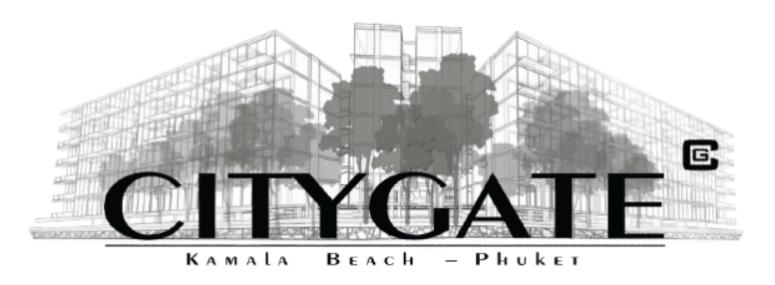 CITYGATE
KAMALA BEACH – PHUKET